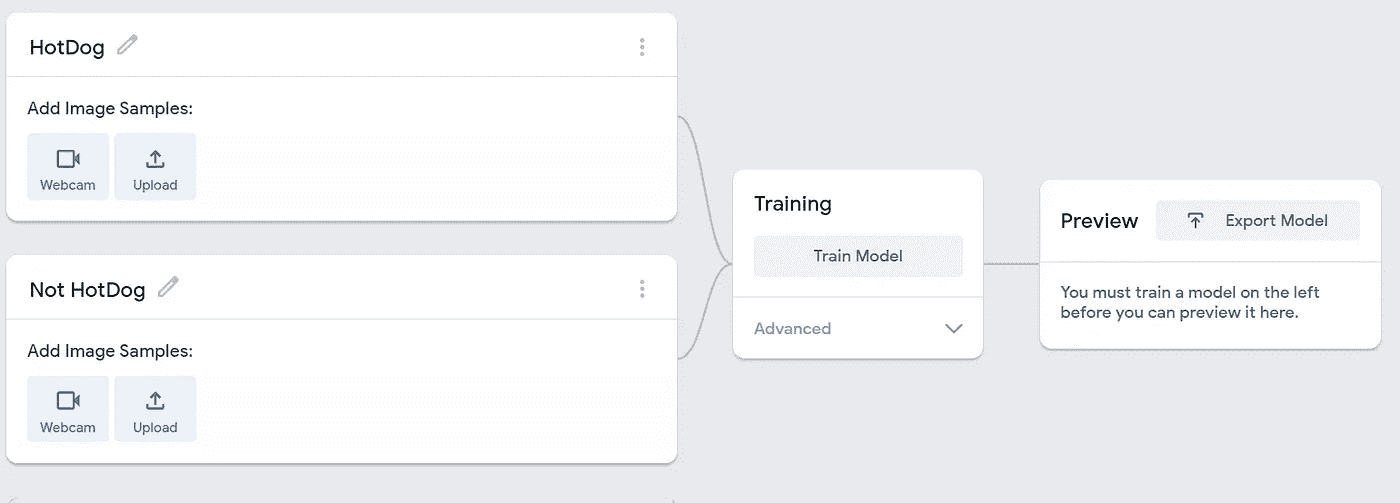 HotDog
Add Image Samples:
Webcam
Upload
Not HotDog
Add Image Samples:
Webcam
Upload
Training
Train Model
Advanced
Preview
Export Model
You must train a model on the left
before you can preview it here.